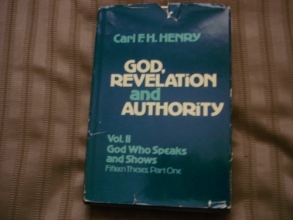 Carl F. H. HENRY
GOD,
REVELATION
and
AUTHORITY
Vol. II
God Who Speaks
and Shows
Fifteen Theses, Part One